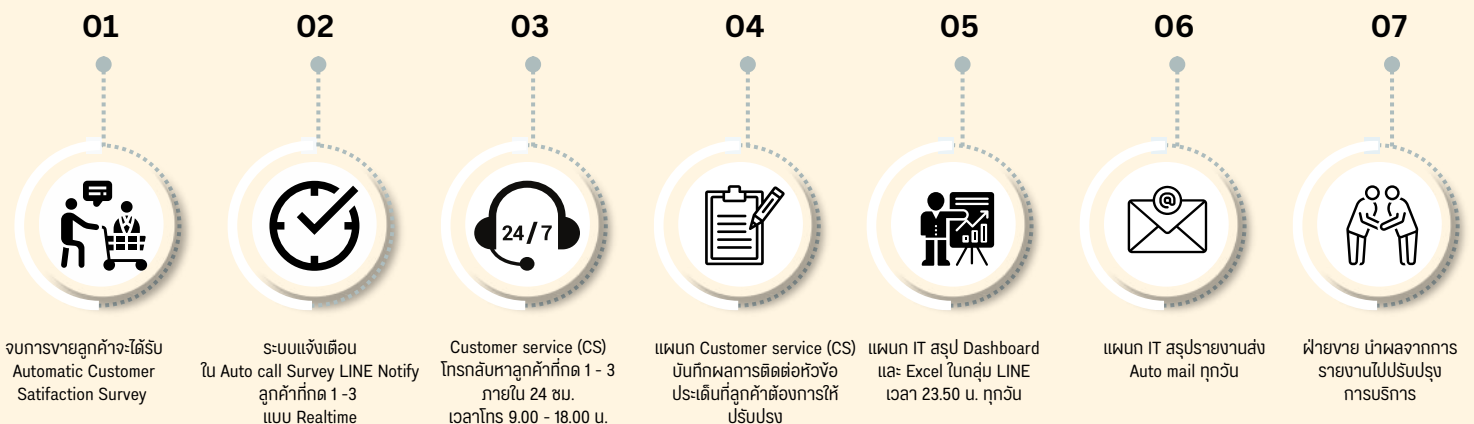 01
02
03
04
05
06
07
24/7
@
จบการขายลูกค้าจะได้รับ
Automatic Customer
Satifaction Survey
ระบบแจ้งเตือน
ใน Auto call Survey LINE Notify
ลูกค้าที่กด 1 -3
แบบ Realtime
Customer service (CS)
โทรกลับหาลูกค้าที่กด 1 - 3
ภายใน 24 ชม.
เวลาโทร 9.00 - 18.00 น.
แผนก Customer service (CS)
บันทึกผลการติดต่อหัวข้อ
ประเด็นที่ลูกค้าต้องการให้
ปรับปรุง
แผนก IT สรุป Dashboard
และ Excel ในกลุ่ม LINE
เวลา 23.50 น. ทุกวัน
แผนก IT สรุปรายงานส่ง
Auto mail ทุกวัน
ฝ่ายขาย นำผลจากการ
รายงานไปปรับปรุง
การบริการ